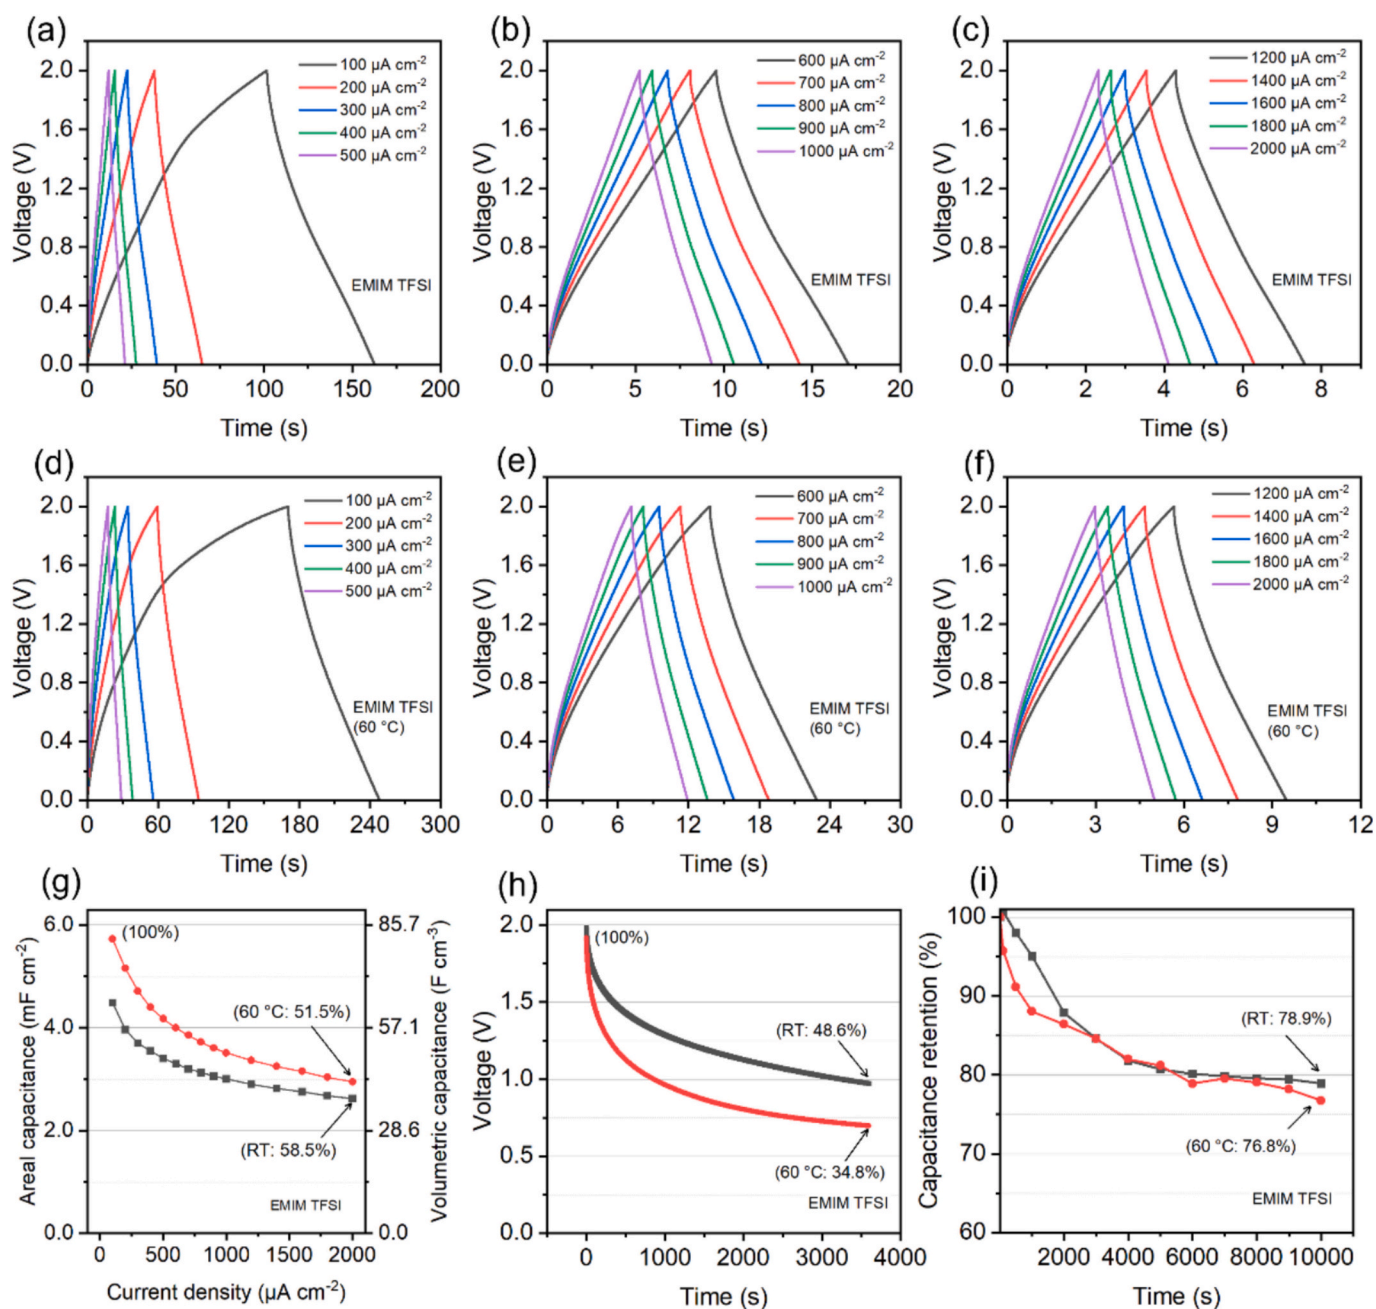 (a)
2.0
1.6
1.2
0.8
0.4
0.0
Voltage (V)
100 µA cm-2
200 µA cm-2
300 µA cm-2
400 µA cm-2
500 µA cm-2
EMIM TFSI
0 50 100 150 200
Time (s)
(b)
2.0
1.6
1.2
0.8
0.4
0.0
Voltage (V)
600 µA cm-2
700 µA cm-2
800 µA cm-2
900 µA cm-2
1000 µA cm-2
EMIM TFSI
0 5 10 15 20
Time (s)
(c)
2.0
1.6
1.2
0.8
0.4
0.0
Voltage (V)
1200 µA cm-2
1400 µA cm-2
1600 µA cm-2
1800 µA cm-2
2000 µA cm-2
EMIM TFSI
0 2 4 6 8
Time (s)
(d)
2.0
1.6
1.2
0.8
0.4
0.0
Voltage (V)
100 µA cm-2
200 µA cm-2
300 µA cm-2
400 µA cm-2
500 µA cm-2
EMIM TFSI
(60 °C)
0 60 120 180 240 300
Time (s)
(e)
2.0
1.6
1.2
0.8
0.4
0.0
Voltage (V)
600 µA cm-2
700 µA cm-2
800 µA cm-2
900 µA cm-2
1000 µA cm-2
EMIM TFSI
(60 °C)
0 6 12 18 24 30
Time (s)
(f)
2.0
1.6
1.2
0.8
0.4
0.0
Voltage (V)
1200 µA cm-2
1400 µA cm-2
1600 µA cm-2
1800 µA cm-2
2000 µA cm-2
EMIM TFSI
(60 °C)
0 3 6 9 12
Time (s)
(g)
6.0
4.0
2.0
0.0
Areal capacitance (mF cm-2)
(100%)
(60 °C: 51.5%)
(RT: 58.5%)
EMIM TFSI
85.7
57.1
28.6
0.0
Volumetric capacitance (F cm-3)
0 500 1000 1500 2000
Current density (µA cm-2)
(h)
2.0
1.5
1.0
0.5
0.0
Voltage (V)
(100%)
(RT: 48.6%)
(60 °C: 34.8%)
EMIM TFSI
0 1000 2000 3000 4000
Time (s)
(i)
100
90
80
70
60
Capacitance retention (%)
(RT: 78.9%)
(60 °C: 76.8%)
EMIM TFSI
2000 4000 6000 8000 10000
Time (s)